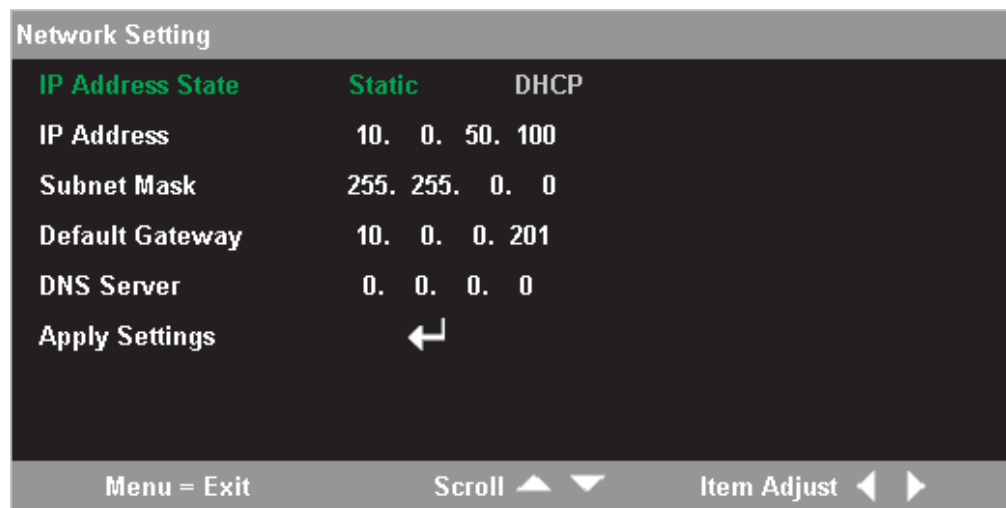 Network Setting
IP Address State Static DHCP
IP Address 10. 0. 50. 100
Subnet Mask 255. 255. 0. 0
Default Gateway 10. 0. 0. 201
DNS Server 0. 0. 0. 0
Apply Settings
Menu = Exit Scroll Item Adjust